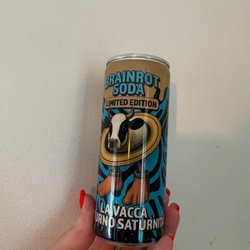 BRAINROT
SODA
LIMITED EDITION
LA VACCA